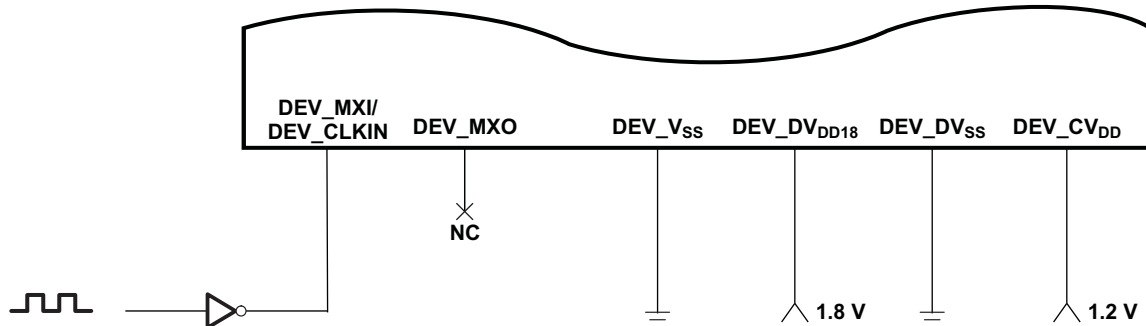 DEV_MXI/
DEV_CLKIN
DEV_MXO
DEV_VSS
DEV_DVDD18
DEV_DVSS
DEV_CVDD
NC
1.8 V
1.2 V